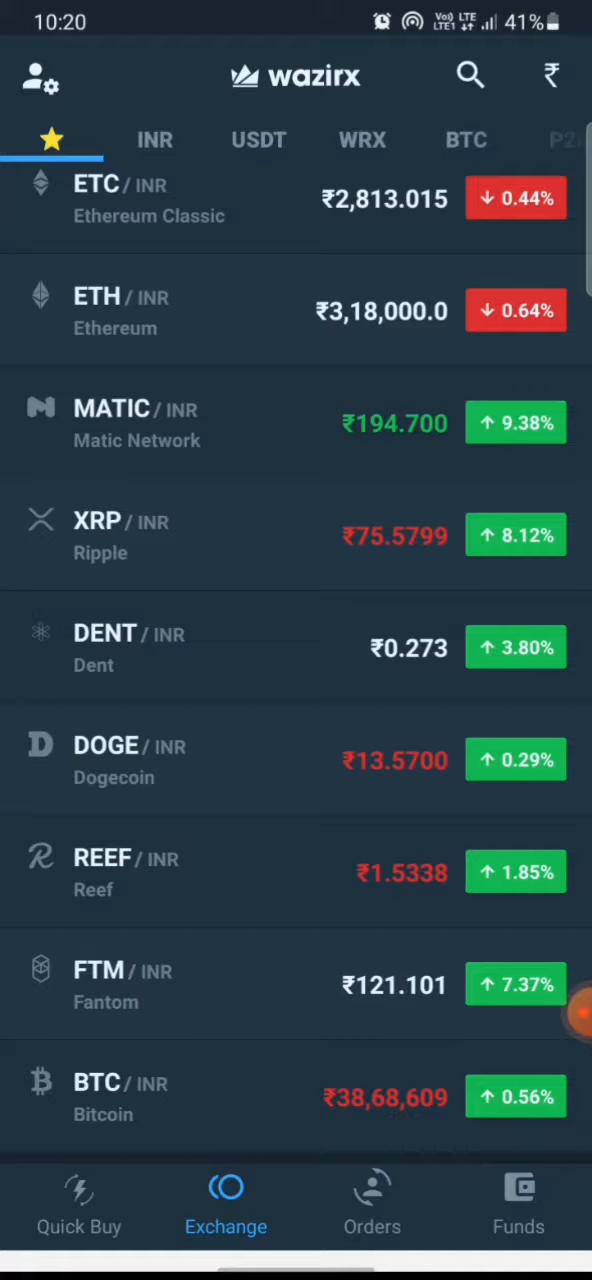 10:20 Vo) LTE LTE1 41%
wazirx ₹
INR USDT WRX BTC P2
ETC / INR ₹2,813.015 ↓ 0.44%
Ethereum Classic
ETH / INR ₹3,18,000.0 ↓ 0.64%
Ethereum
MATIC / INR ₹194.700 ↑ 9.38%
Matic Network
XRP / INR ₹75.5799 ↑ 8.12%
Ripple
DENT / INR ₹0.273 ↑ 3.80%
Dent
DOGE / INR ₹13.5700 ↑ 0.29%
Dogecoin
REEF / INR ₹1.5338 ↑ 1.85%
Reef
FTM / INR ₹121.101 ↑ 7.37%
Fantom
BTC / INR ₹38,68,609 ↑ 0.56%
Bitcoin
Quick Buy Exchange Orders Funds